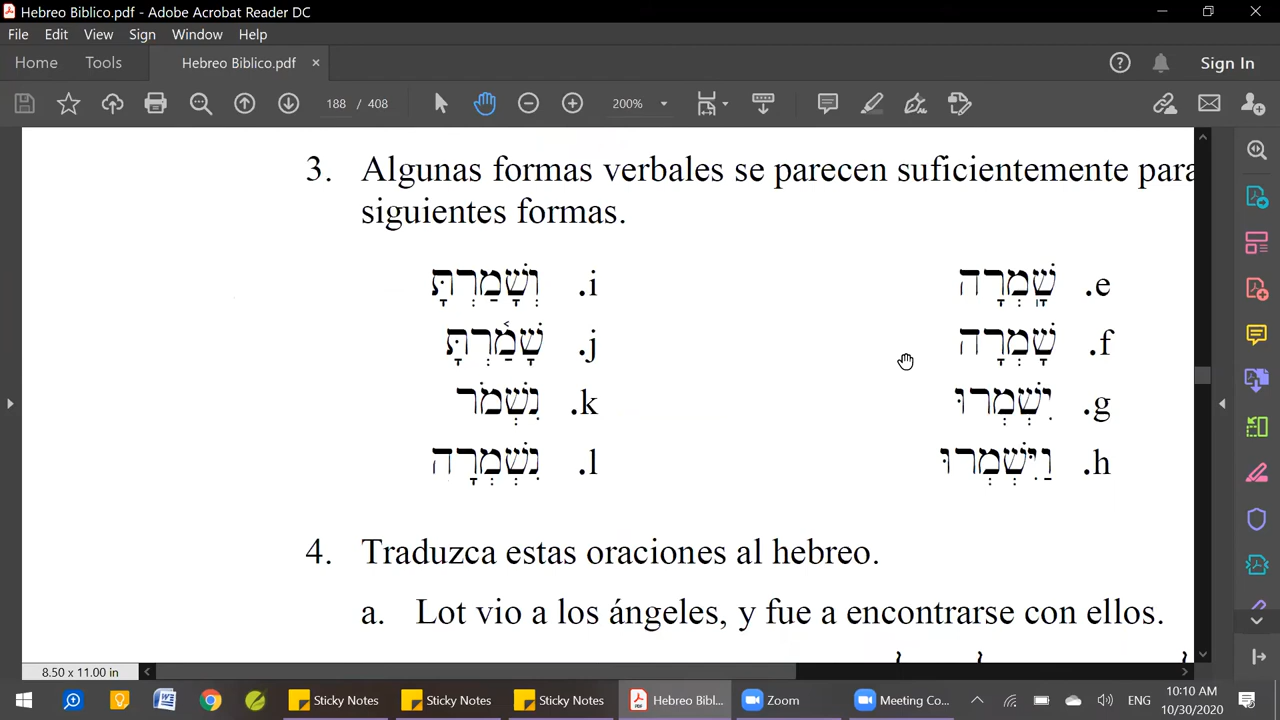 Hebreo Biblico.pdf - Adobe Acrobat Reader DC
File Edit View Sign Window Help
Home Tools Hebreo Biblico.pdf × Sign In
188 / 408 200%
3. Algunas formas verbales se parecen suficientemente para
siguientes formas.
e. שָֽׁמְרָה
i. וְשָׁמַרְתָּ
f. שָׁמְרָה
j. שָׁמַ֫רְתָּ
g. יִשְׁמְרוּ
k. נִשְׁמֹר
h. וַיִּשְׁמְרוּ
l. נִשְׁמְרָה
4. Traduzca estas oraciones al hebreo.
a. Lot vio a los ángeles, y fue a encontrarse con ellos.
8.50 x 11.00 in
Sticky Notes Sticky Notes Sticky Notes Hebreo Bibl... Zoom Meeting Co... ENG 10:10 AM
10/30/2020